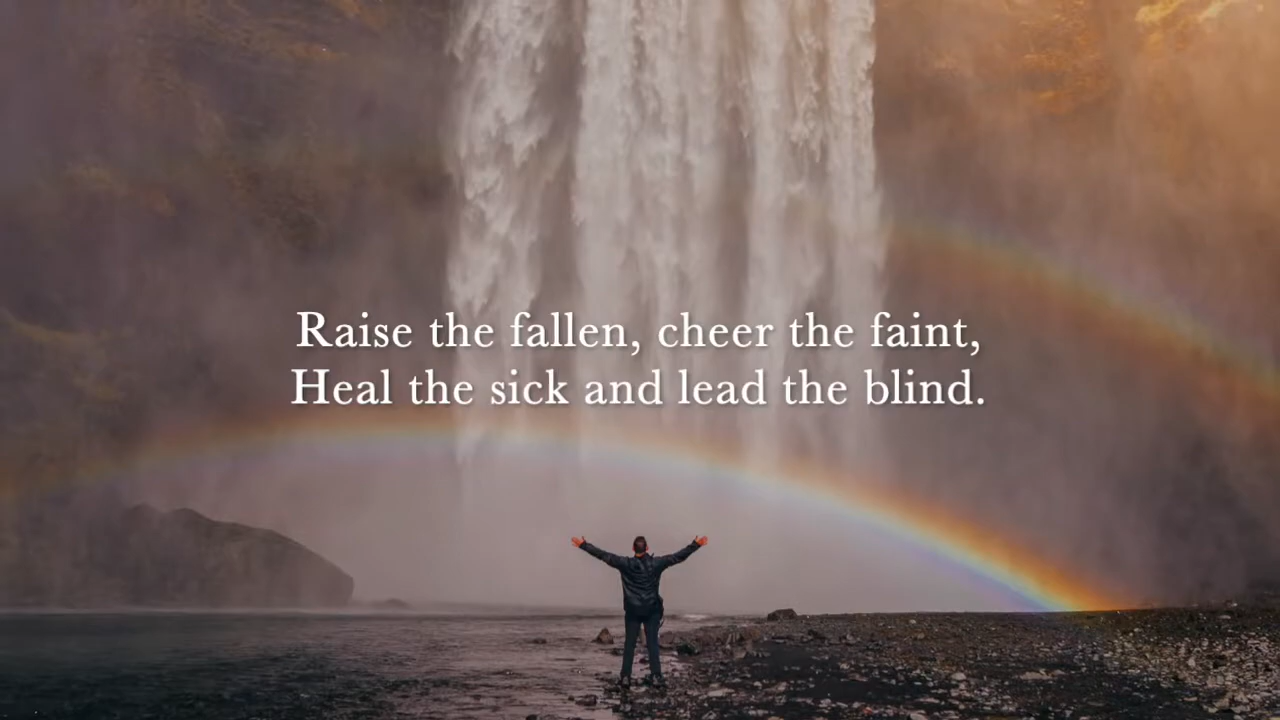 Raise the fallen, cheer the faint,
Heal the sick and lead the blind.